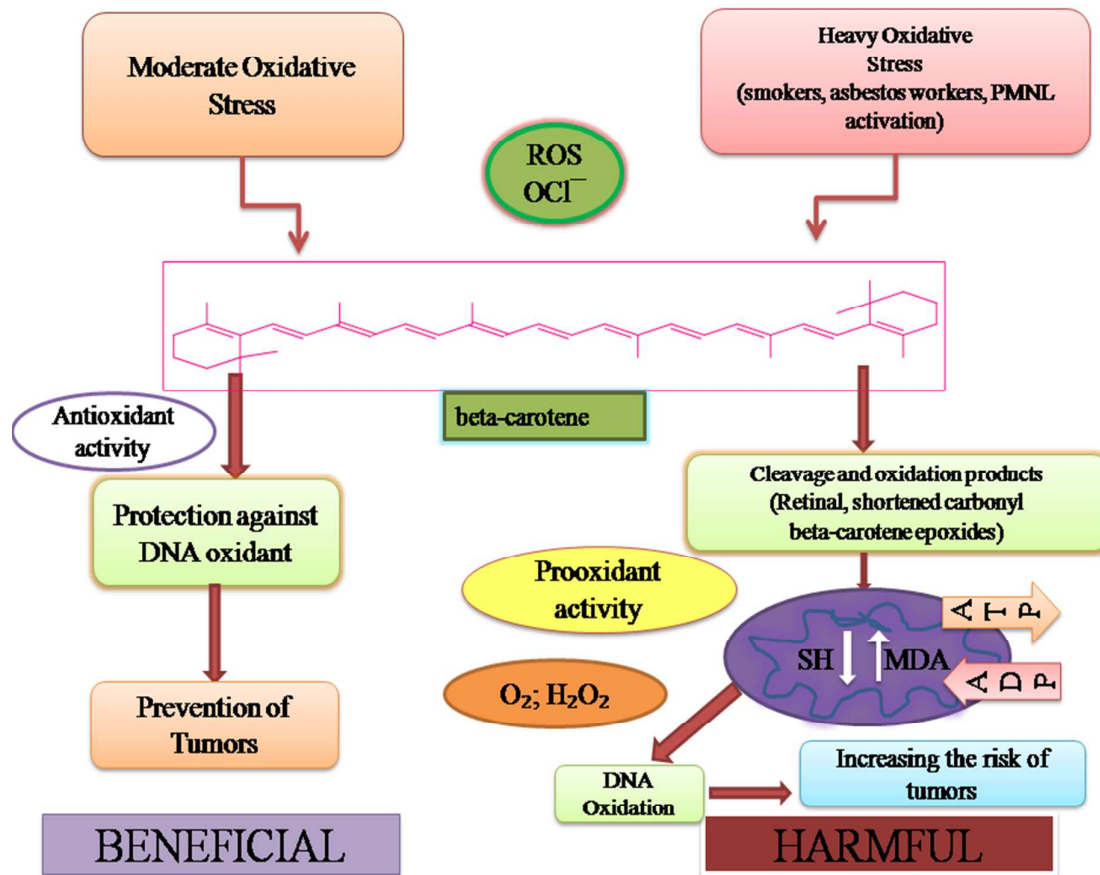 Moderate Oxidative
Stress
Heavy Oxidative
Stress
(smokers, asbestos workers, PMNL
activation)
ROS
OCl⁻
beta-carotene
Antioxidant
activity
Protection against
DNA oxidant
Prevention of
Tumors
BENEFICIAL
Cleavage and oxidation products
(Retinal, shortened carbonyl
beta-carotene epoxides)
Prooxidant
activity
SH
MDA
ATP
ADP
O₂; H₂O₂
DNA
Oxidation
Increasing the risk of
tumors
HARMFUL